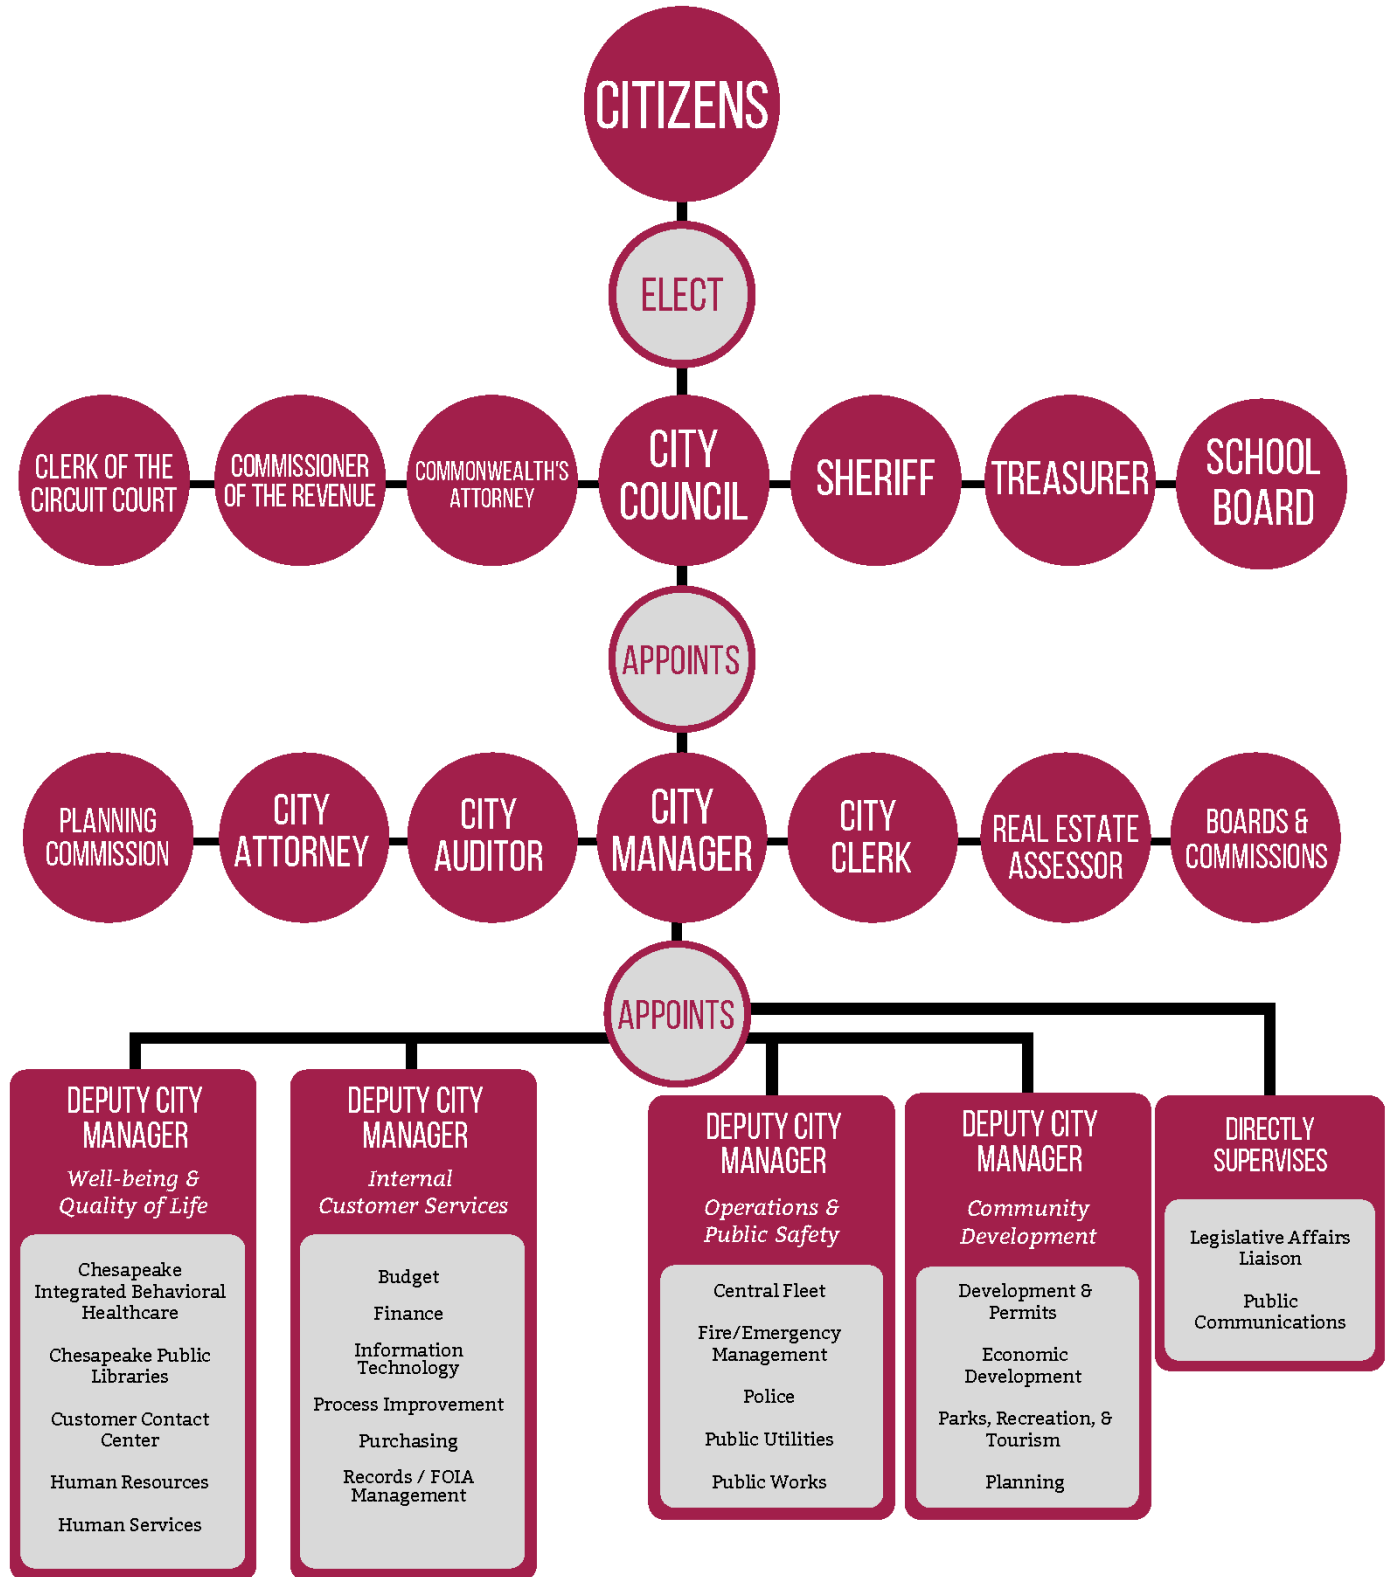 CITIZENS
ELECT
CLERK OF THE
CIRCUIT COURT
COMMISSIONER
OF THE REVENUE
COMMONWEALTH'S
ATTORNEY
CITY
COUNCIL
SHERIFF
TREASURER
SCHOOL
BOARD
APPOINTS
PLANNING
COMMISSION
CITY
ATTORNEY
CITY
AUDITOR
CITY
MANAGER
CITY
CLERK
REAL ESTATE
ASSESSOR
BOARDS &
COMMISSIONS
APPOINTS
DEPUTY CITY
MANAGER
Well-being &
Quality of Life
Chesapeake
Integrated Behavioral
Healthcare
Chesapeake Public
Libraries
Customer Contact
Center
Human Resources
Human Services
DEPUTY CITY
MANAGER
Internal
Customer Services
Budget
Finance
Information
Technology
Process Improvement
Purchasing
Records / FOIA
Management
DEPUTY CITY
MANAGER
Operations &
Public Safety
Central Fleet
Fire/Emergency
Management
Police
Public Utilities
Public Works
DEPUTY CITY
MANAGER
Community
Development
Development &
Permits
Economic
Development
Parks, Recreation, &
Tourism
Planning
DIRECTLY
SUPERVISES
Legislative Affairs
Liaison
Public
Communications